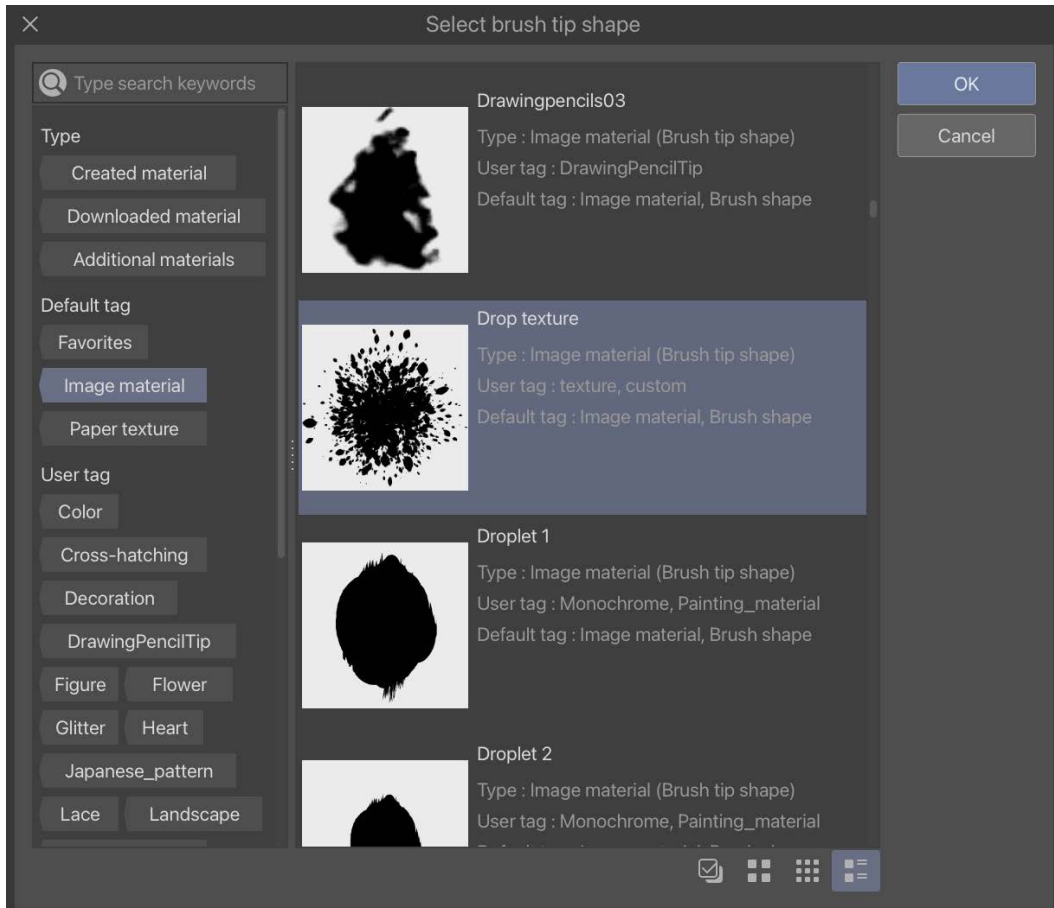 Select brush tip shape
Type search keywords
Type
Created material
Downloaded material
Additional materials
Default tag
Favorites
Image material
Paper texture
User tag
Color
Cross-hatching
Decoration
DrawingPencilTip
Figure Flower
Glitter Heart
Japanese_pattern
Lace Landscape
Drawingpencils03
Type : Image material (Brush tip shape)
User tag : DrawingPencilTip
Default tag : Image material, Brush shape
Drop texture
Type : Image material (Brush tip shape)
User tag : texture, custom
Default tag : Image material, Brush shape
Droplet 1
Type : Image material (Brush tip shape)
User tag : Monochrome, Painting_material
Default tag : Image material, Brush shape
Droplet 2
Type : Image material (Brush tip shape)
User tag : Monochrome, Painting_material
OK
Cancel